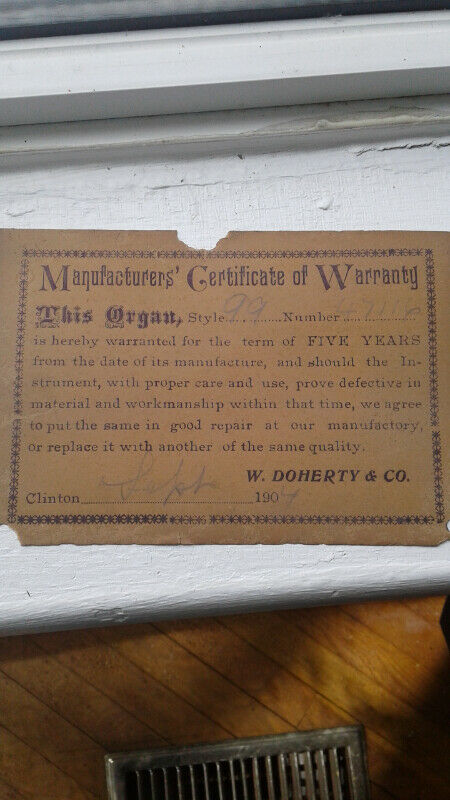 Manufacturers' Certificate of Warranty
This Organ, Style 99 Number
is hereby warranted for the term of FIVE YEARS
from the date of its manufacture, and should the In-
strument, with proper care and use, prove defective in
material and workmanship within that time, we agree
to put the same in good repair at our manufactory,
or replace it with another of the same quality.
W. DOHERTY & CO.
Clinton Sept 1904